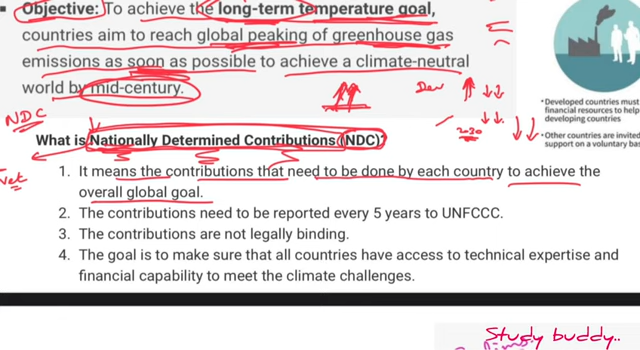 ▪ Objective: To achieve the long-term temperature goal,
countries aim to reach global peaking of greenhouse gas
emissions as soon as possible to achieve a climate-neutral
world by mid-century.
Dev
2030
• Developed countries must
financial resources to help
developing countries
• Other countries are invited
support on a voluntary bas
NDC
What is Nationally Determined Contributions (NDC)?
1. It means the contributions that need to be done by each country to achieve the
overall global goal.
2. The contributions need to be reported every 5 years to UNFCCC.
3. The contributions are not legally binding.
4. The goal is to make sure that all countries have access to technical expertise and
financial capability to meet the climate challenges.
Study buddy..